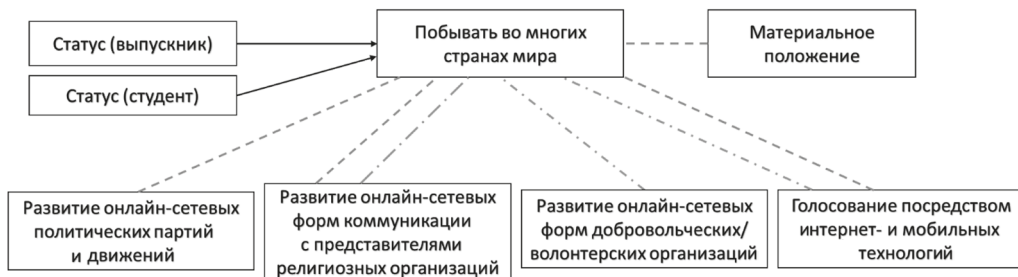 Статус (выпускник)
Статус (студент)
Побывать во многих
странах мира
Материальное
положение
Развитие онлайн-сетевых
политических партий
и движений
Развитие онлайн-сетевых
форм коммуникации
с представителями
религиозных организаций
Развитие онлайн-сетевых
форм добровольческих/
волонтерских организаций
Голосование посредством
интернет- и мобильных
технологий